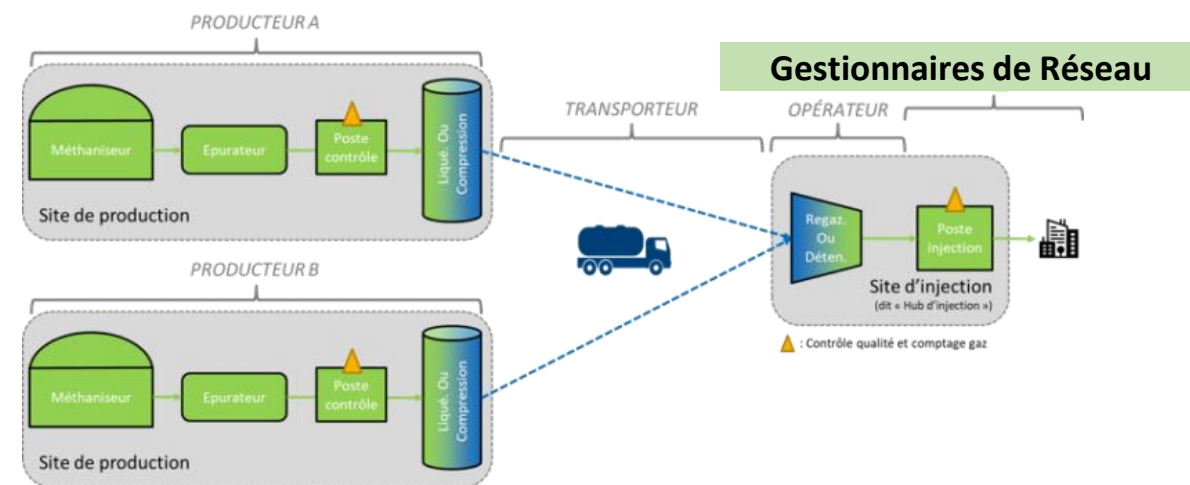 PRODUCTEUR A
Gestionnaires de Réseau
TRANSPORTEUR
OPÉRATEUR
Méthaniseur
Epurateur
Poste
contrôle
Liqué. Ou
Compression
Site de production
Regaz.
Ou
Déten.
Poste
injection
Site d'injection
(dit « Hub d'injection »)
: Contrôle qualité et comptage gaz
PRODUCTEUR B
Méthaniseur
Epurateur
Poste
contrôle
Liqué. Ou
Compression
Site de production